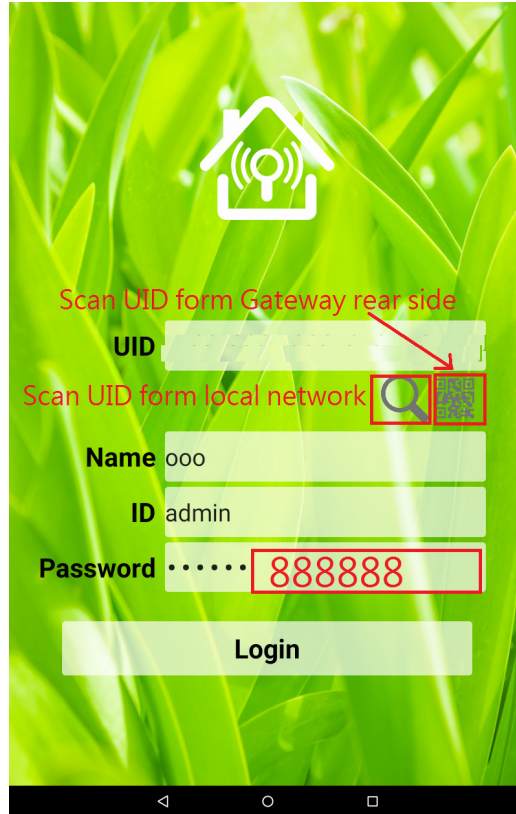 Scan UID form Gateway rear side
UID
Scan UID form local network
Name ooo
ID admin
Password •••••• 888888
Login